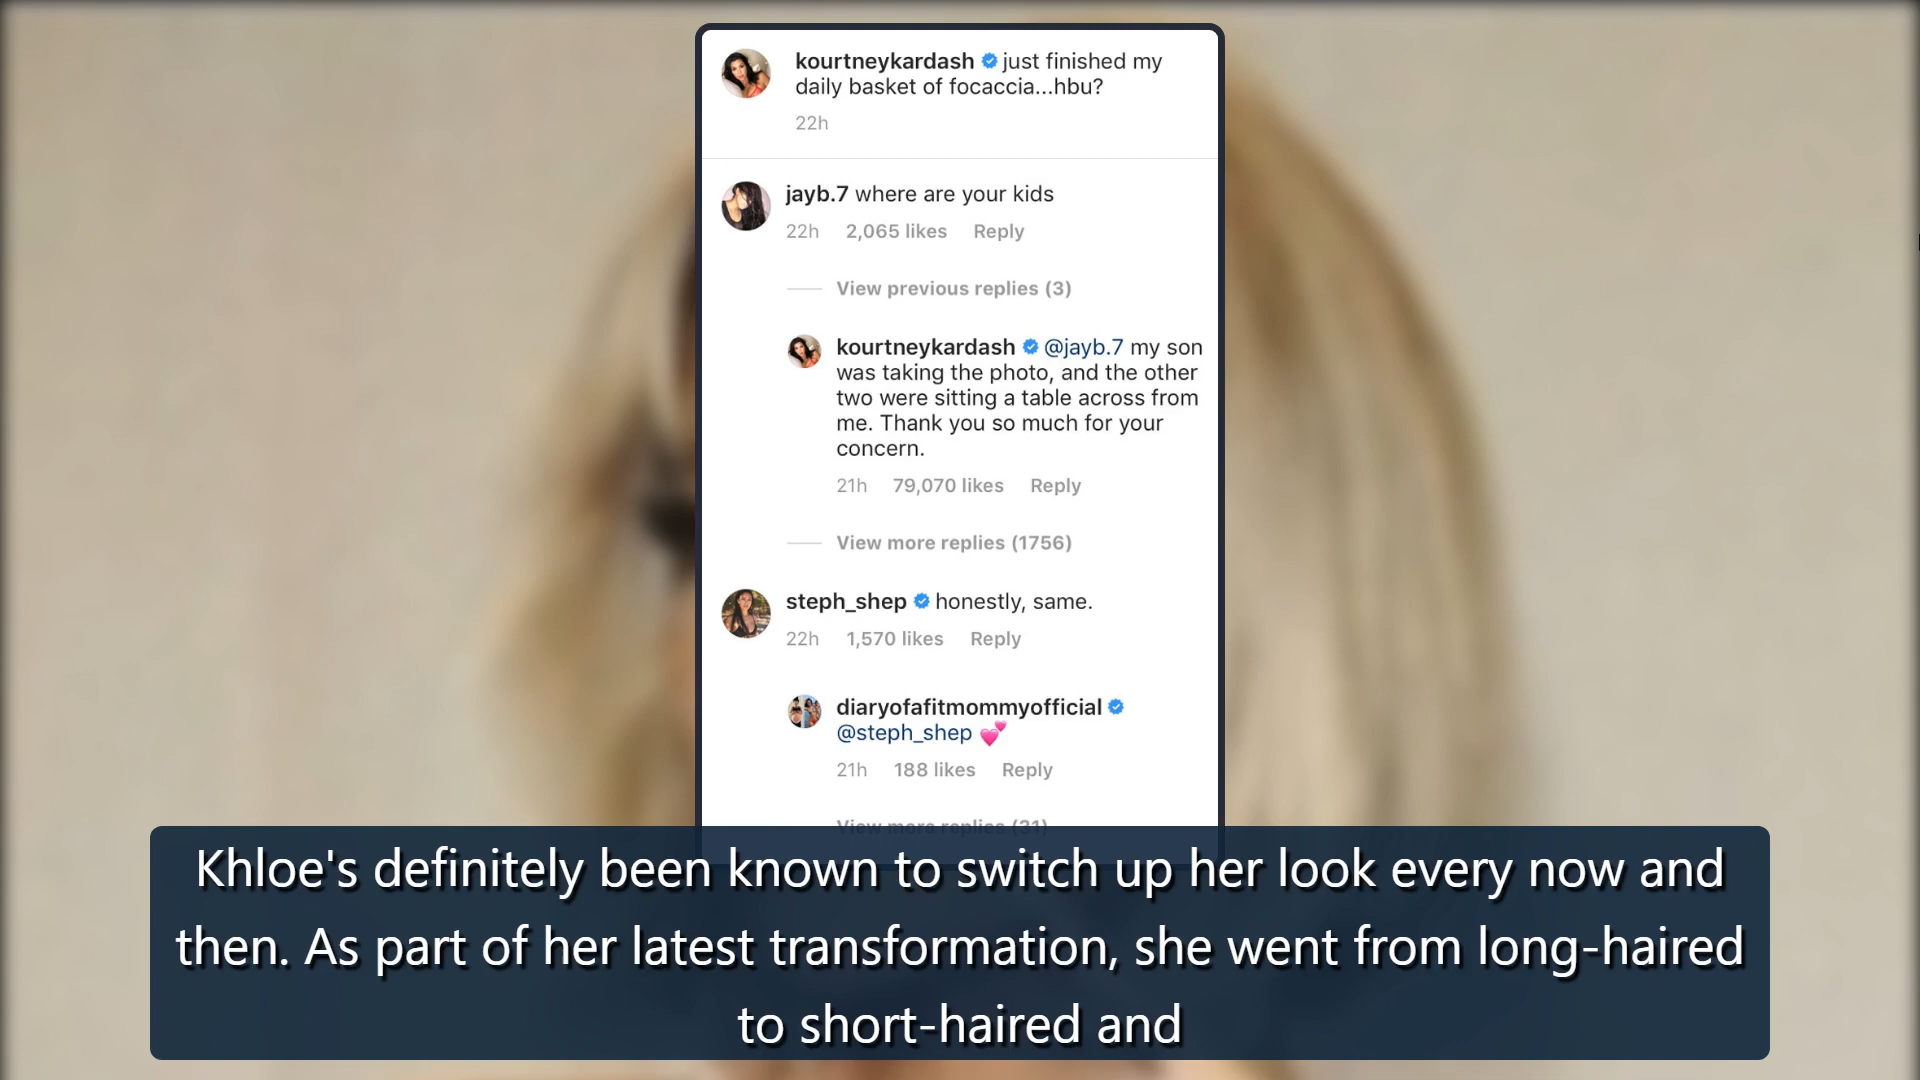 kourtneykardash just finished my
daily basket of focaccia...hbu?
22h
jayb.7 where are your kids
22h 2,065 likes Reply
View previous replies (3)
kourtneykardash @jayb.7 my son
was taking the photo, and the other
two were sitting a table across from
me. Thank you so much for your
concern.
21h 79,070 likes Reply
View more replies (1756)
steph_shep honestly, same.
22h 1,570 likes Reply
diaryofafitmommyofficial
@steph_shep 💕
21h 188 likes Reply
View more replies (31)
Khloe's definitely been known to switch up her look every now and
then. As part of her latest transformation, she went from long-haired
to short-haired and